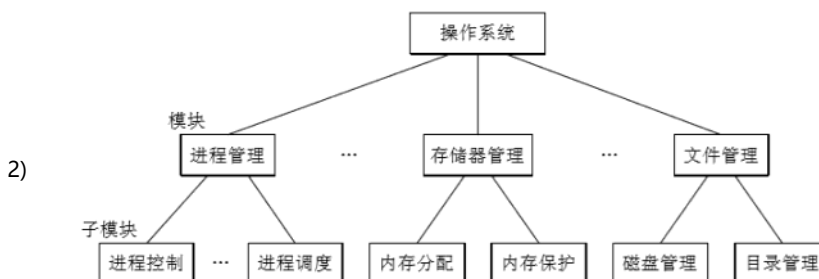 操作系统
模块
进程管理 … 存储器管理 … 文件管理
2)
子模块
进程控制 … 进程调度 内存分配 内存保护 磁盘管理 目录管理